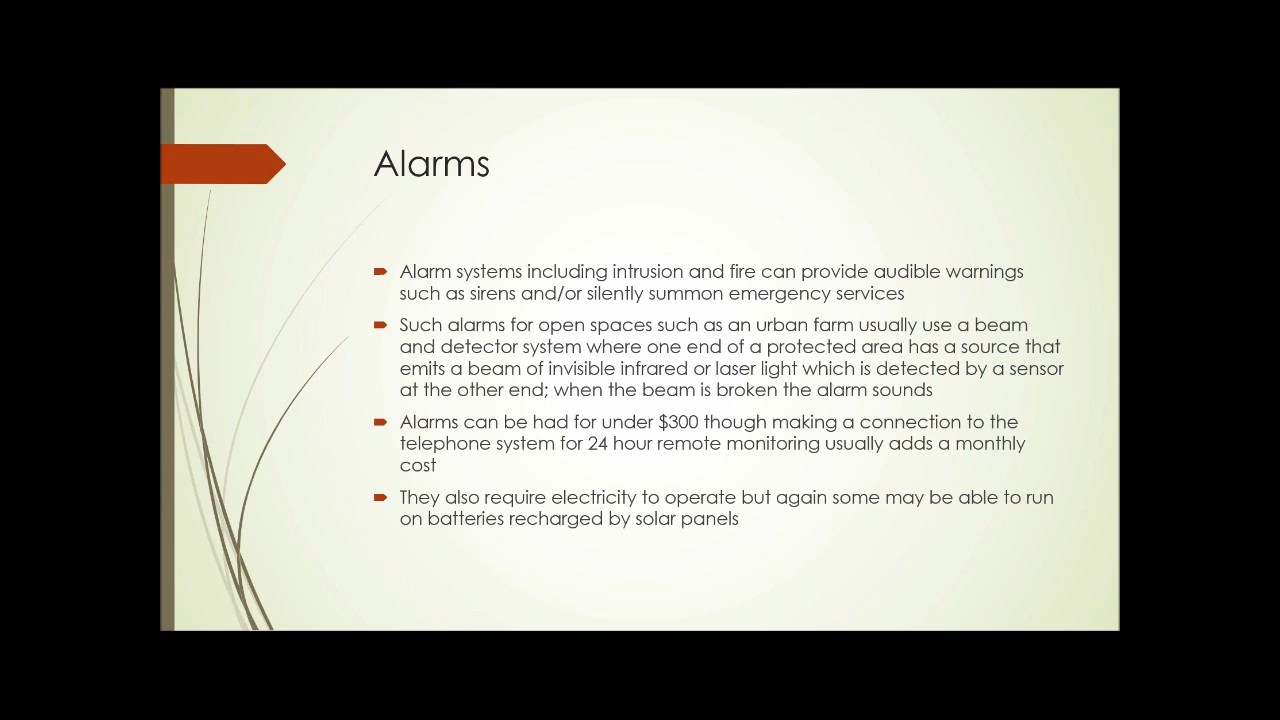 Alarms
Alarm systems including intrusion and fire can provide audible warnings
such as sirens and/or silently summon emergency services
Such alarms for open spaces such as an urban farm usually use a beam
and detector system where one end of a protected area has a source that
emits a beam of invisible infrared or laser light which is detected by a sensor
at the other end; when the beam is broken the alarm sounds
Alarms can be had for under $300 though making a connection to the
telephone system for 24 hour remote monitoring usually adds a monthly
cost
They also require electricity to operate but again some may be able to run
on batteries recharged by solar panels